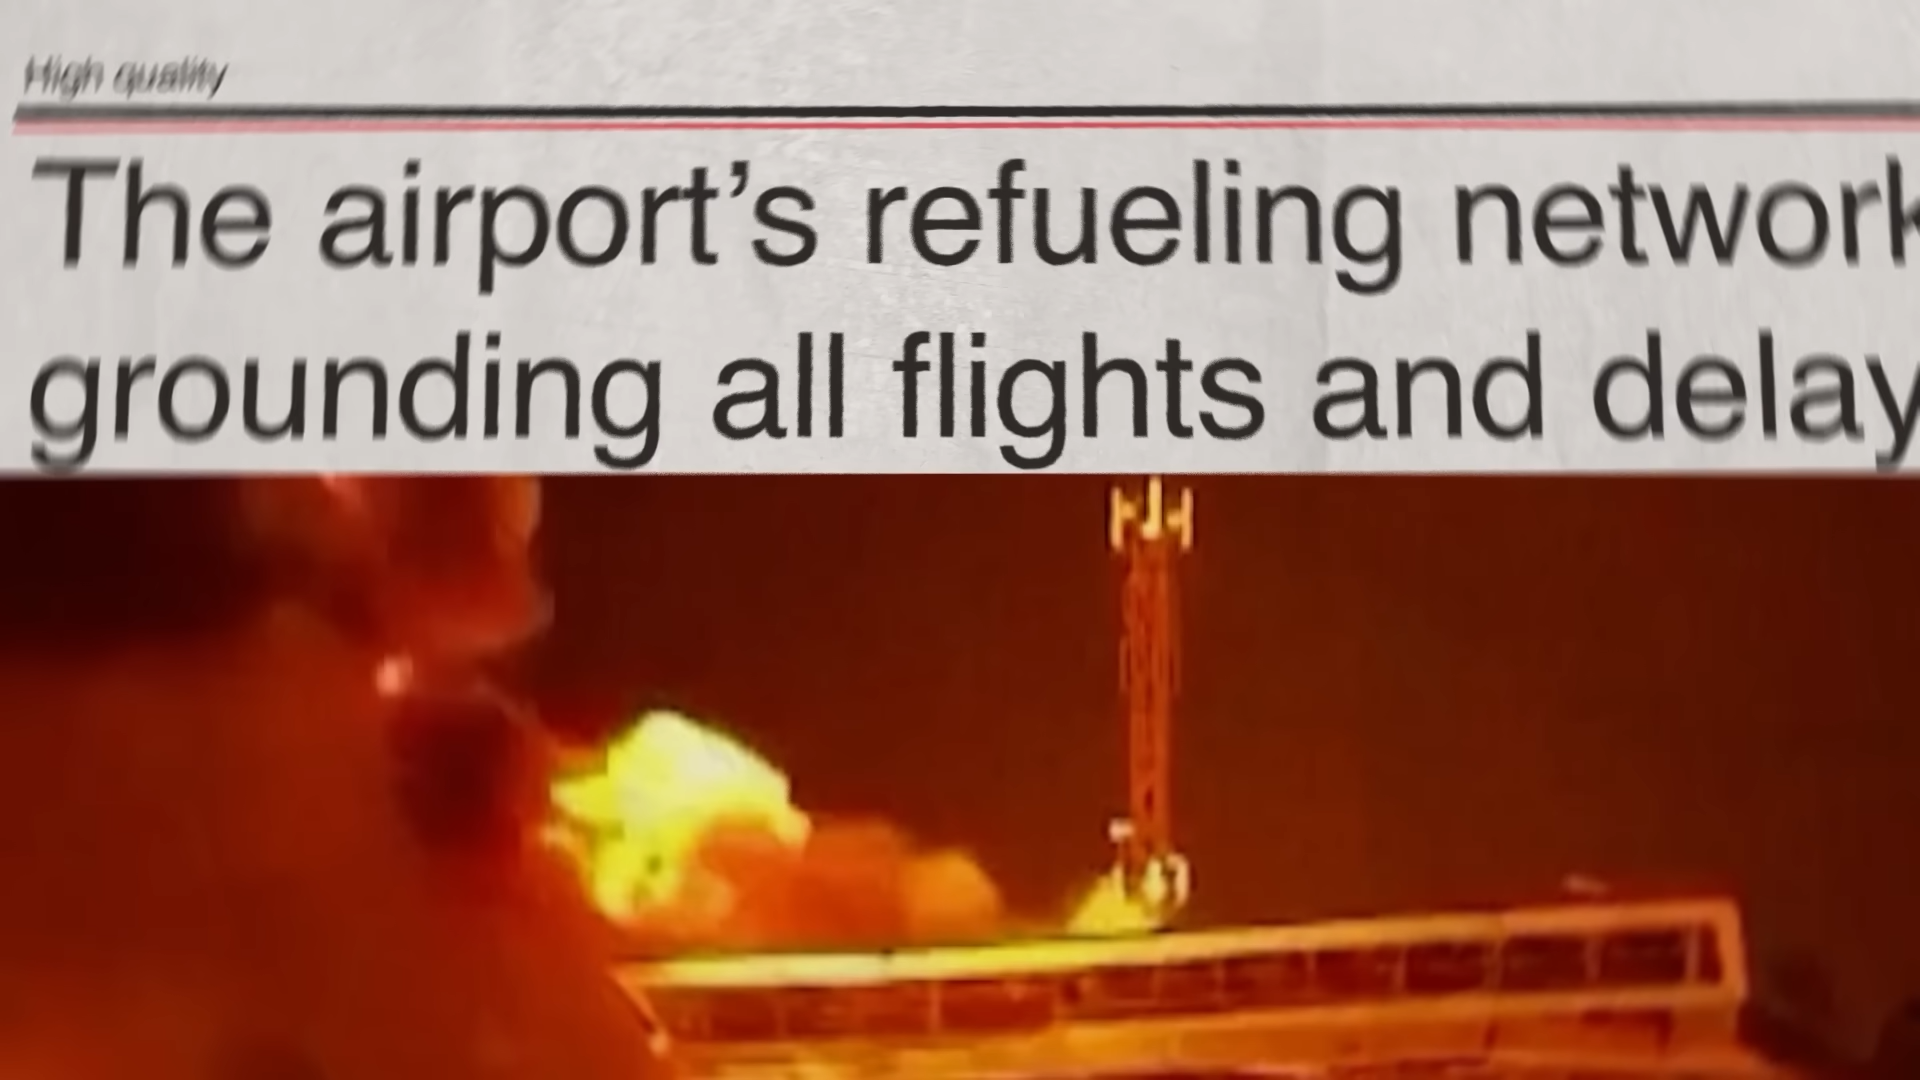 High quality
The airport’s refueling network
grounding all flights and delay